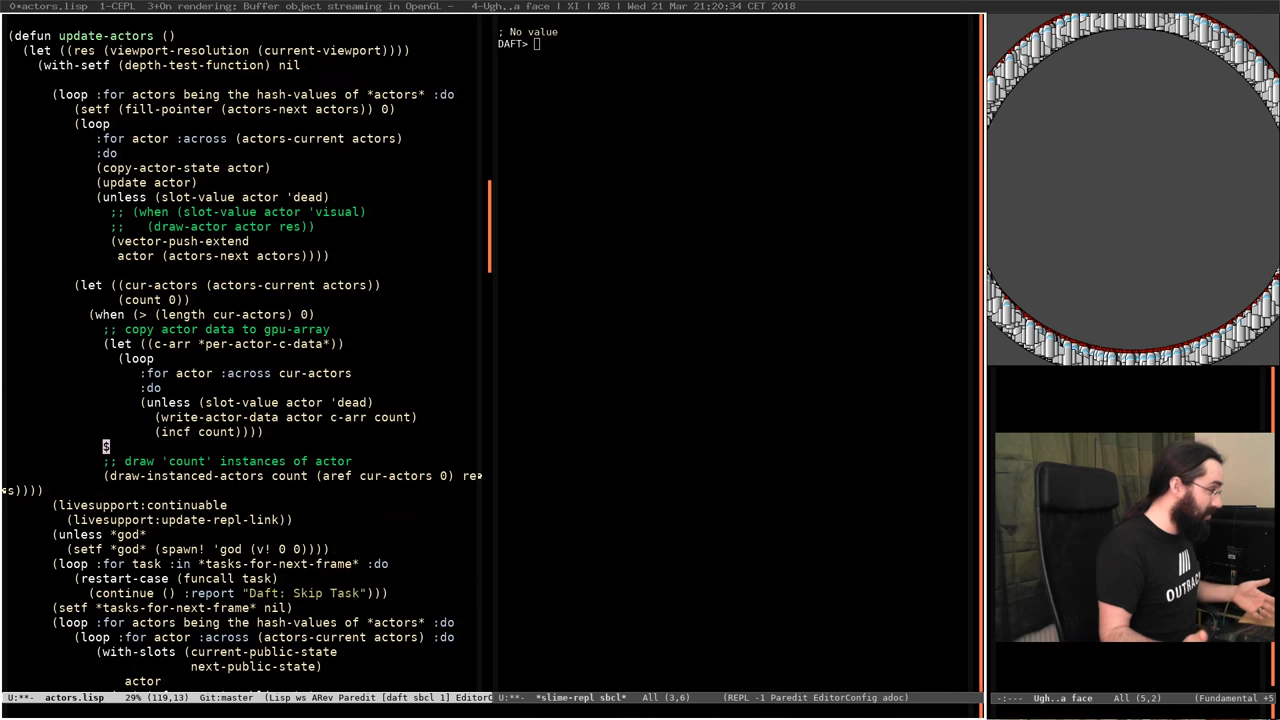 0*actors.lisp  1-CEPL  3+On rendering: Buffer object streaming in OpenGL -  4-Ugh..a face | %I | %B | Wed 21 Mar 21:20:34 CET 2018
(defun update-actors ()
(let ((res (viewport-resolution (current-viewport))))
(with-setf (depth-test-function) nil
(loop :for actors being the hash-values of *actors* :do
(setf (fill-pointer (actors-next actors)) 0)
(loop
:for actor :across (actors-current actors)
:do
(copy-actor-state actor)
(update actor)
(unless (slot-value actor 'dead)
;; (when (slot-value actor 'visual)
;;   (draw-actor actor res))
(vector-push-extend
actor (actors-next actors))))
(let ((cur-actors (actors-current actors))
(count 0))
(when (> (length cur-actors) 0)
;; copy actor data to gpu-array
(let ((c-arr *per-actor-c-data*))
(loop
:for actor :across cur-actors
:do
(unless (slot-value actor 'dead)
(write-actor-data actor c-arr count)
(incf count))))
$
;; draw 'count' instances of actor
(draw-instanced-actors count (aref cur-actors 0) re
s))))
(livesupport:continuable
(livesupport:update-repl-link))
(unless *god*
(setf *god* (spawn! 'god (v! 0 0))))
(loop :for task :in *tasks-for-next-frame* :do
(restart-case (funcall task)
(continue () :report "Daft: Skip Task")))
(setf *tasks-for-next-frame* nil)
(loop :for actors being the hash-values of *actors* :do
(loop :for actor :across (actors-current actors) :do
(with-slots (current-public-state
next-public-state)
actor
U:**-  actors.lisp   29% (119,13)  Git:master  (Lisp ws ARev Paredit [daft sbcl 1] EditorC
; No value
DAFT>
U:**-  *slime-repl sbcl*   All (3,6)     (REPL -1 Paredit EditorConfig adoc)
OUTRAC
-:---  Ugh..a face    All (5,2)     (Fundamental +5